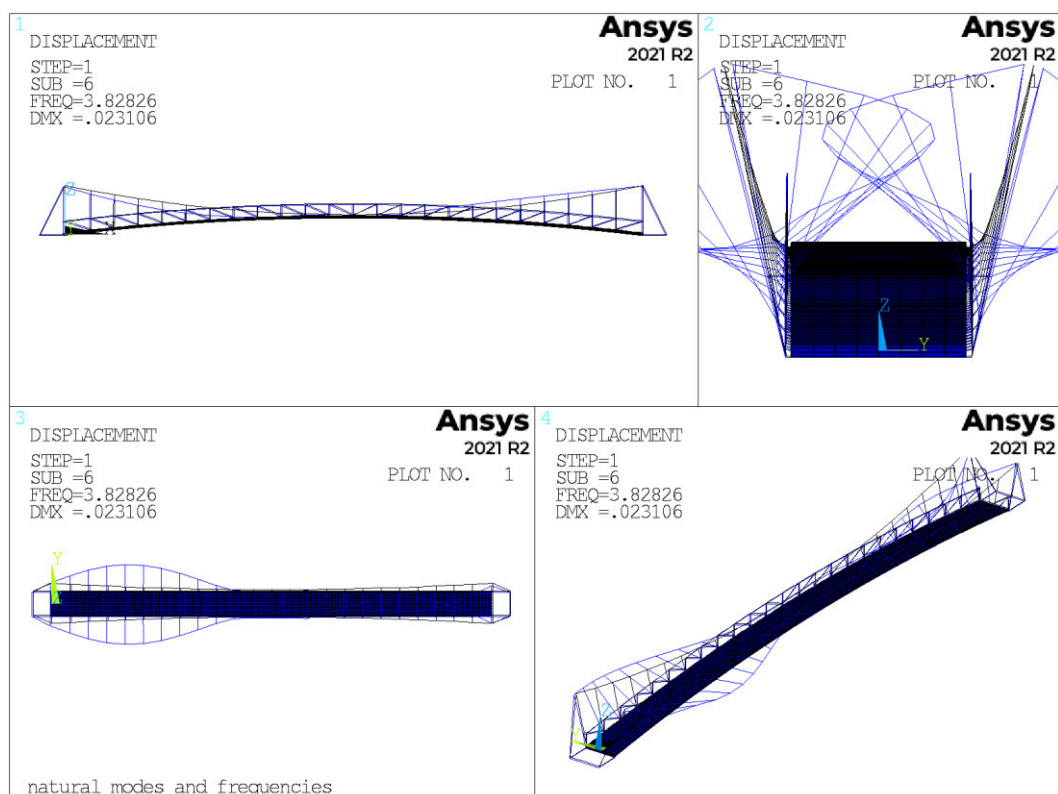 1
DISPLACEMENT
STEP=1
SUB =6
FREQ=3.82826
DMX =.023106
Ansys
2021 R2
PLOT NO. 1
Z
Y
X
2
DISPLACEMENT
STEP=1
SUB =6
FREQ=3.82826
DMX =.023106
Ansys
2021 R2
PLOT NO. 1
Z
Y
3
DISPLACEMENT
STEP=1
SUB =6
FREQ=3.82826
DMX =.023106
Ansys
2021 R2
PLOT NO. 1
Y
Z
natural modes and frequencies
4
DISPLACEMENT
STEP=1
SUB =6
FREQ=3.82826
DMX =.023106
Ansys
2021 R2
PLOT NO. 1
Z
Y